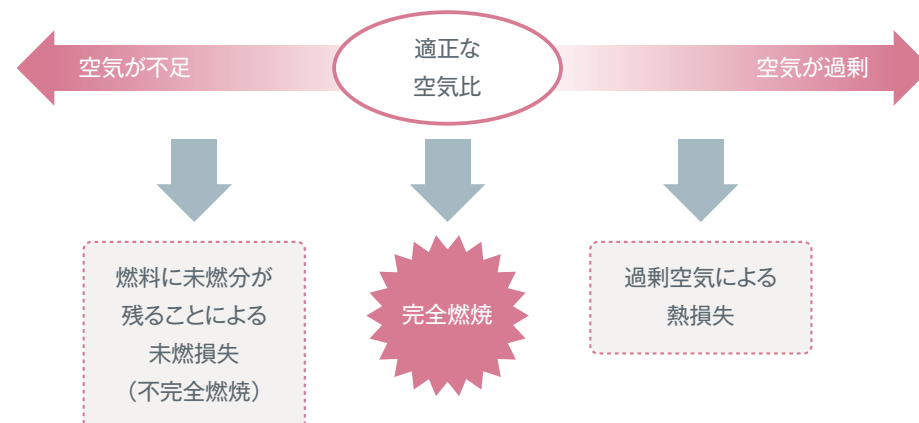 空気が不足
適正な
空気比
空気が過剰
燃料に未燃分が
残ることによる
未燃損失
（不完全燃焼）
完全燃焼
過剰空気による
熱損失